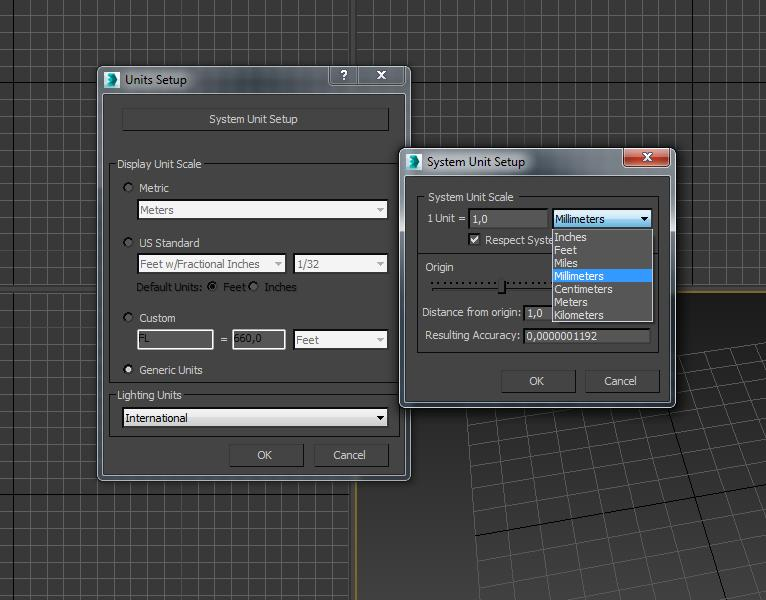 Units Setup
?
X
System Unit Setup
Display Unit Scale
Metric
Meters
US Standard
Feet w/Fractional Inches
1/32
Default Units:
Feet
Inches
Custom
FL
=
660,0
Feet
Generic Units
Lighting Units
International
OK
Cancel
System Unit Setup
X
System Unit Scale
1 Unit =
1,0
Millimeters
Respect Syste
Inches
Feet
Miles
Millimeters
Centimeters
Meters
Kilometers
Origin
Distance from origin:
1,0
Resulting Accuracy:
0,0000001192
OK
Cancel